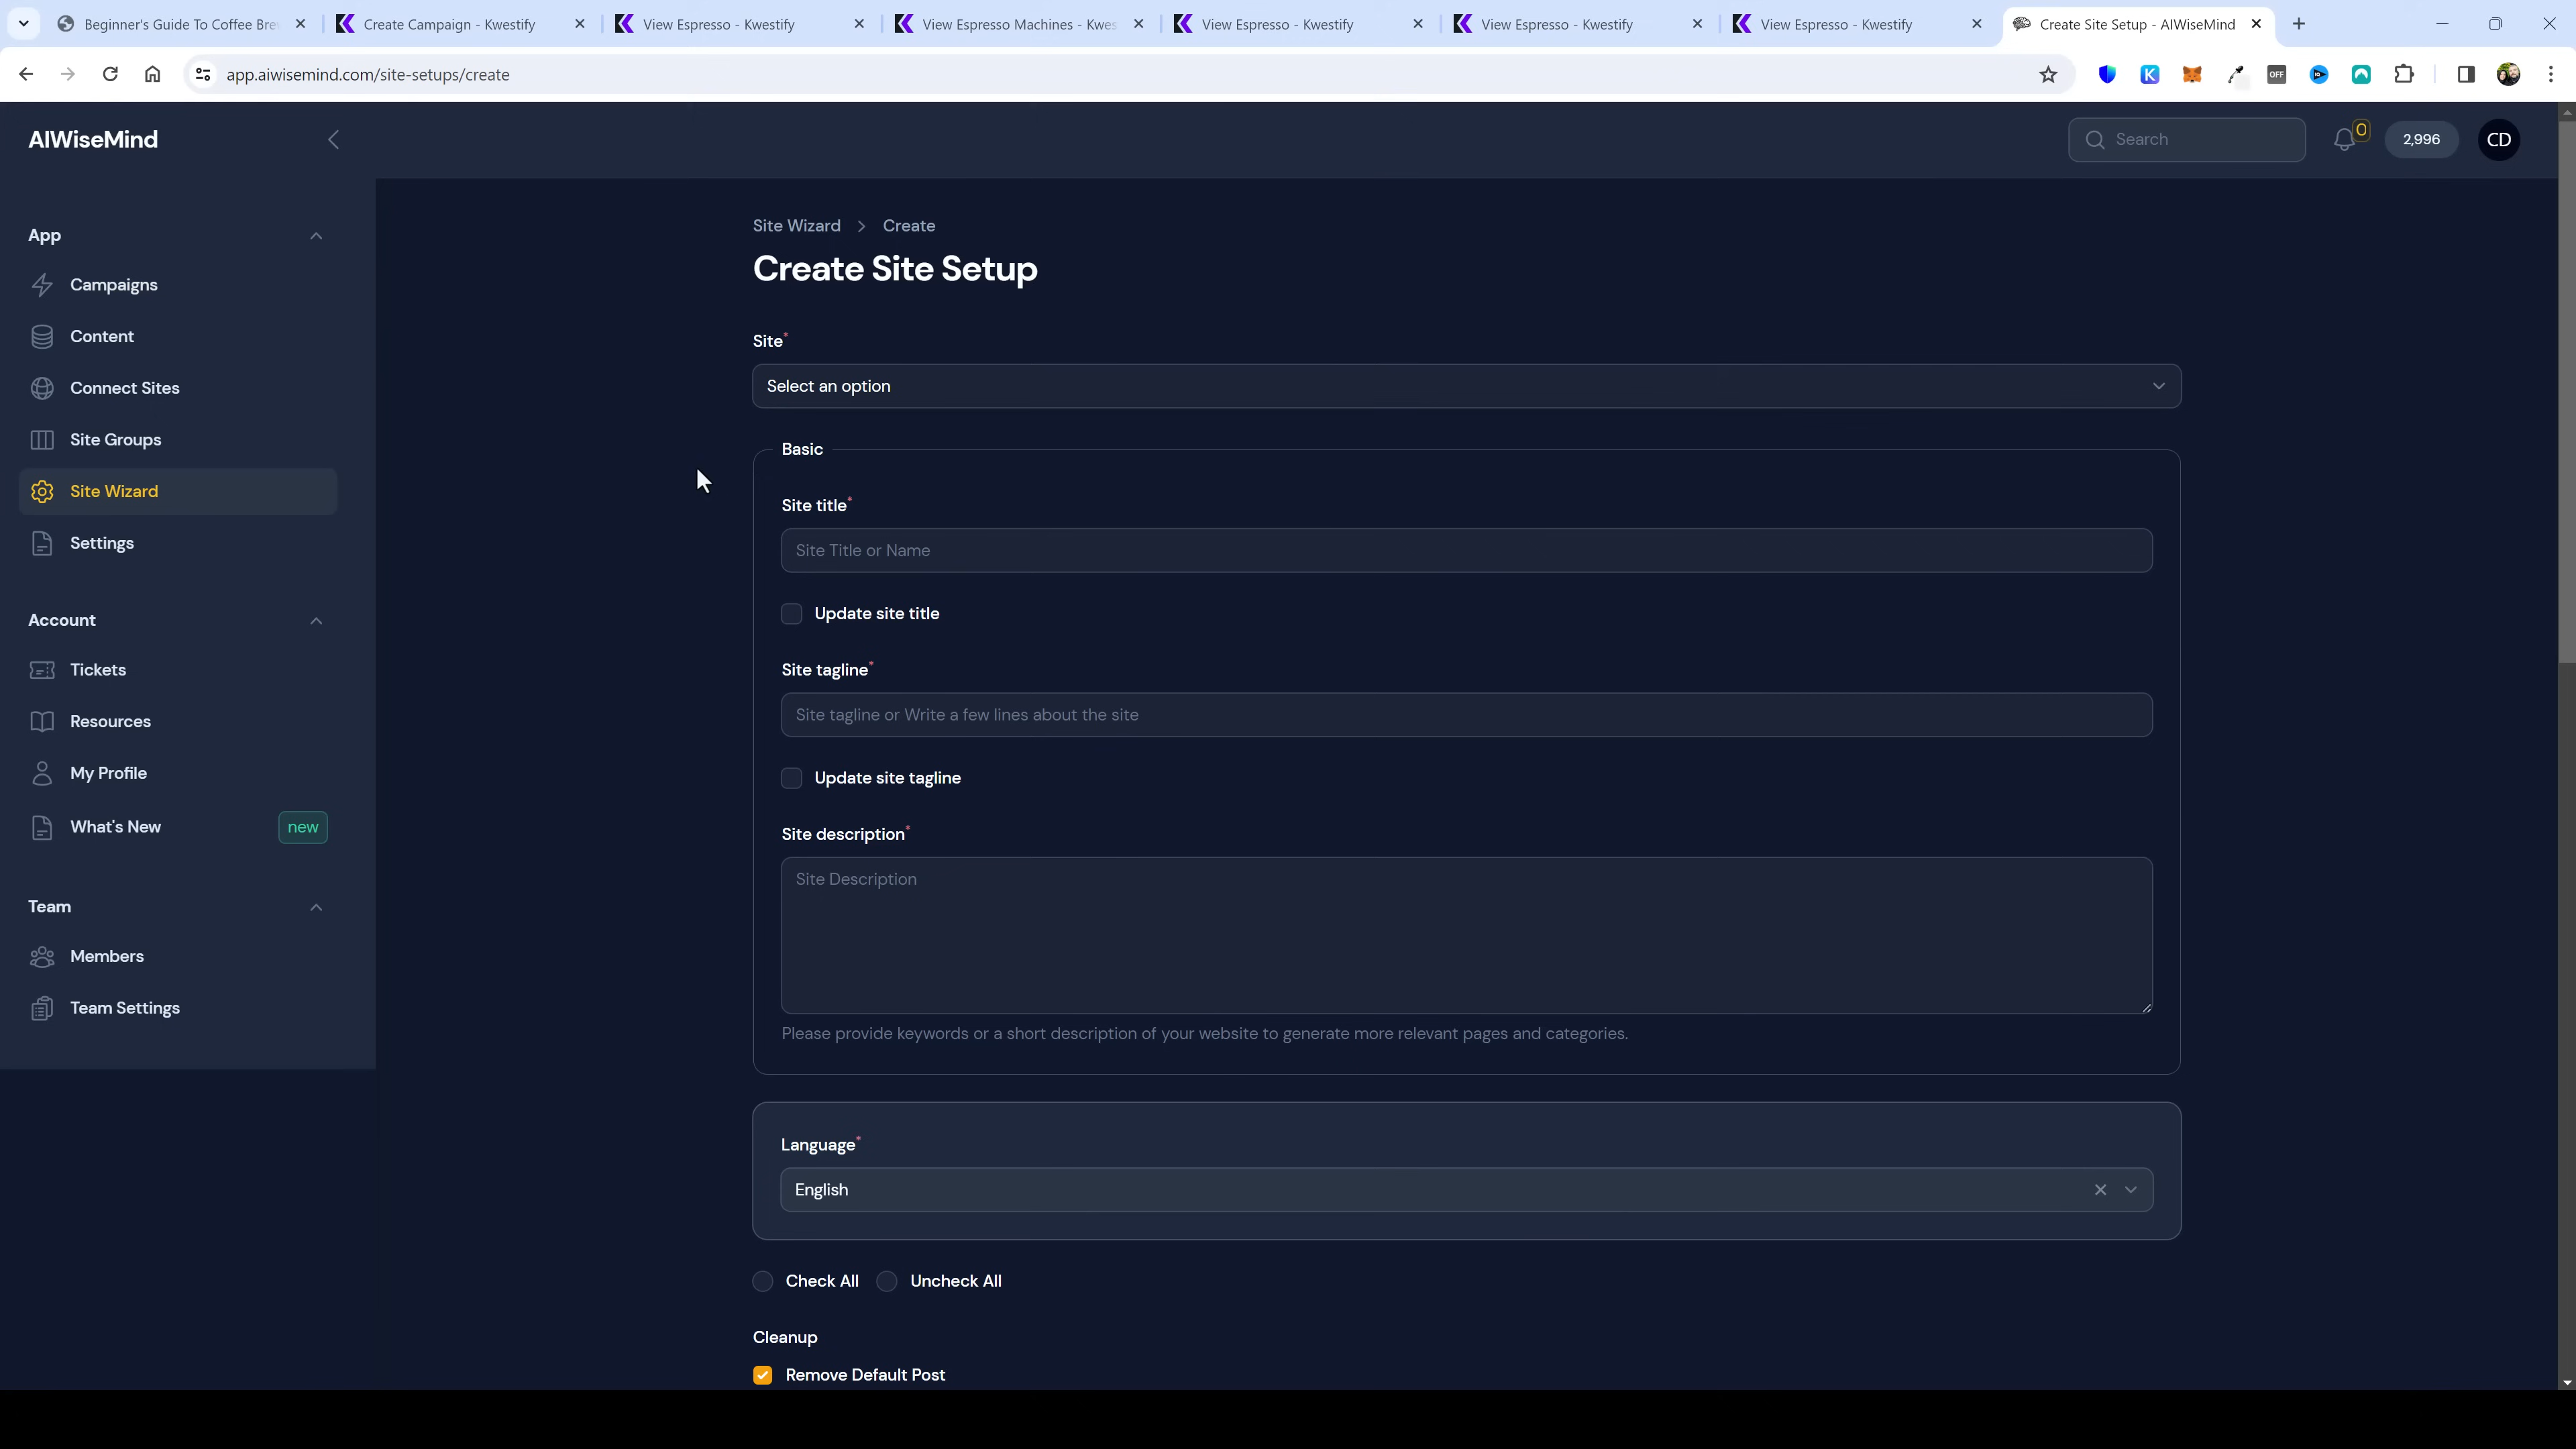 Beginner's Guide To Coffee Bre
Create Campaign - Kwestify
View Espresso - Kwestify
View Espresso Machines - Kwes
View Espresso - Kwestify
View Espresso - Kwestify
View Espresso - Kwestify
Create Site Setup - AIWiseMind
app.aiwisemind.com/site-setups/create
OFF
AIWiseMind
Search
0
2,996
CD
App
Campaigns
Content
Connect Sites
Site Groups
Site Wizard
Settings
Account
Tickets
Resources
My Profile
What's New
new
Team
Members
Team Settings
Site Wizard > Create
Create Site Setup
Site*
Select an option
Basic
Site title*
Site Title or Name
Update site title
Site tagline*
Site tagline or Write a few lines about the site
Update site tagline
Site description*
Site Description
Please provide keywords or a short description of your website to generate more relevant pages and categories.
Language*
English
Check All
Uncheck All
Cleanup
Remove Default Post